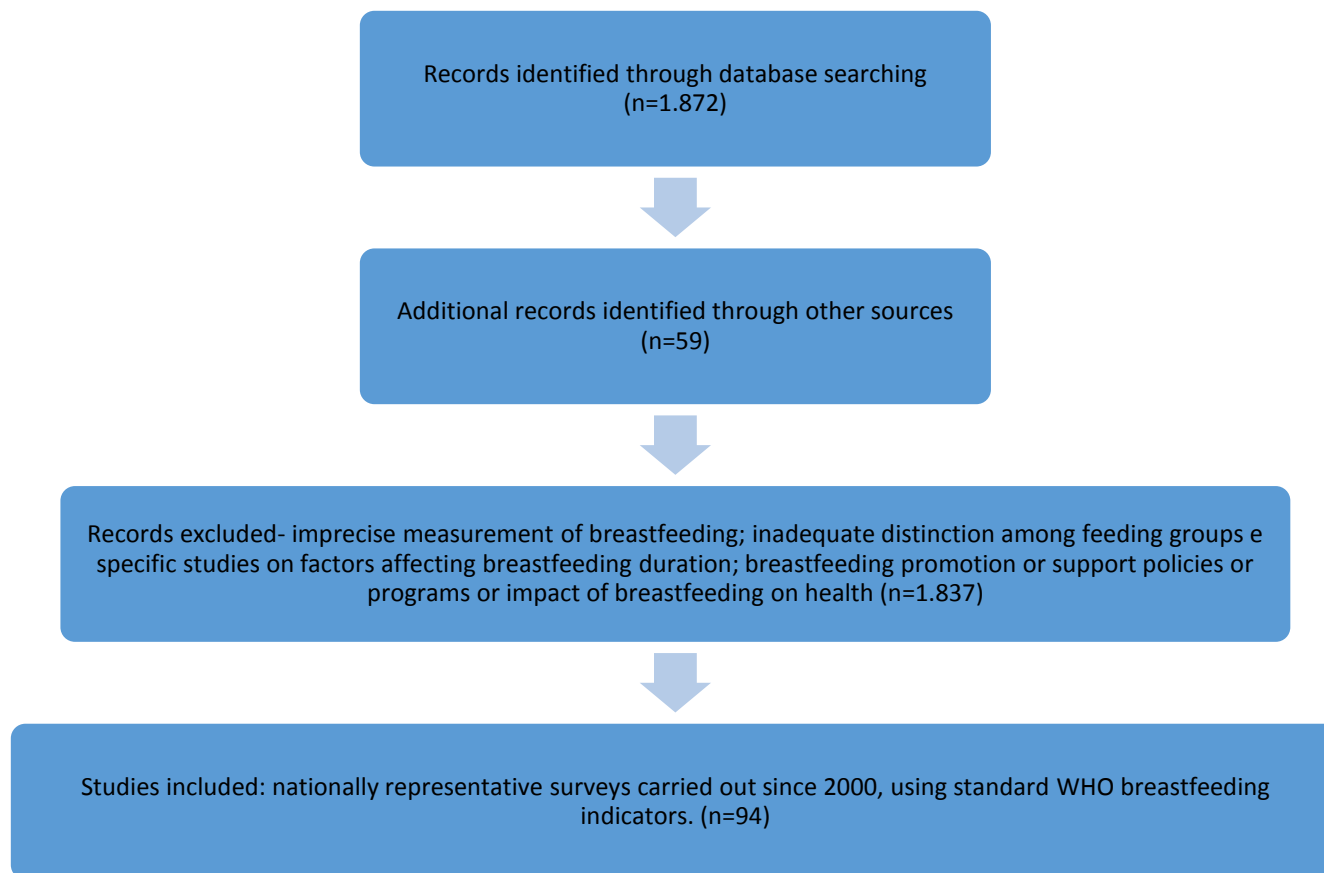 Records identified through database searching
(n=1.872)
Additional records identified through other sources
(n=59)
Records excluded- imprecise measurement of breastfeeding; inadequate distinction among feeding groups e
specific studies on factors affecting breastfeeding duration; breastfeeding promotion or support policies or
programs or impact of breastfeeding on health (n=1.837)
Studies included: nationally representative surveys carried out since 2000, using standard WHO breastfeeding
indicators. (n=94)